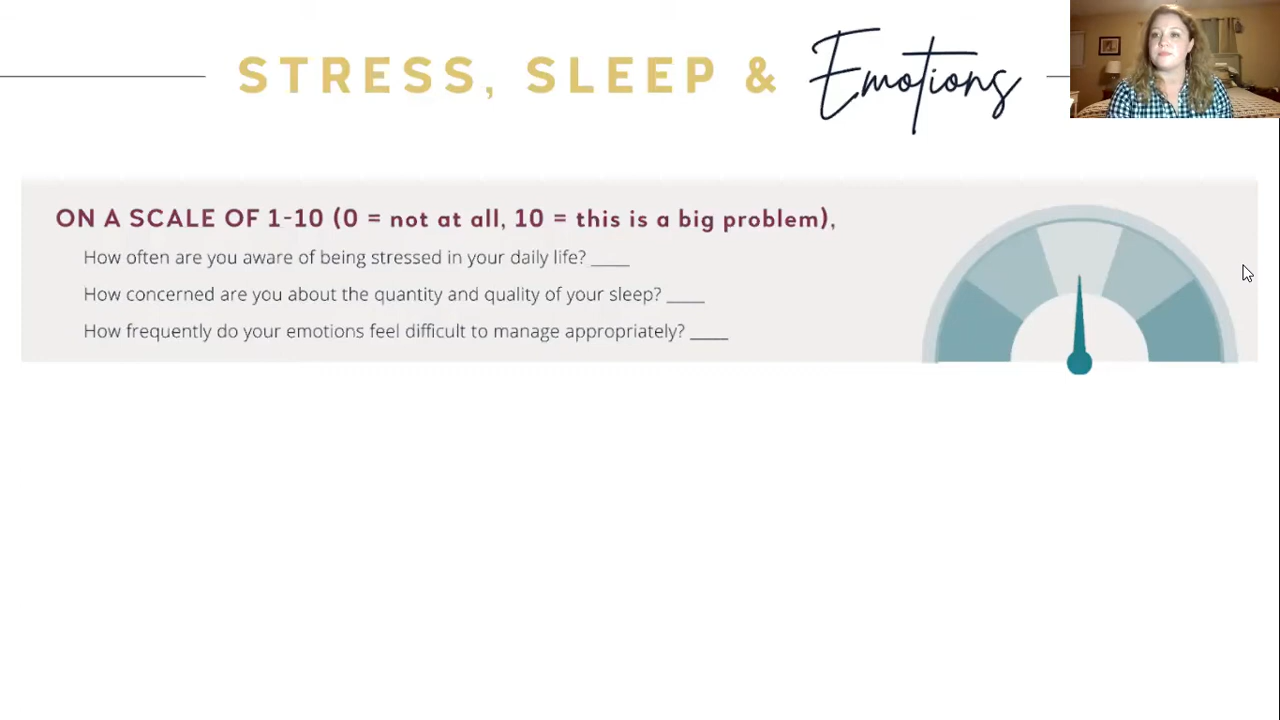 STRESS, SLEEP & Emotions
ON A SCALE OF 1-10 (0 = not at all, 10 = this is a big problem),
How often are you aware of being stressed in your daily life? ____
How concerned are you about the quantity and quality of your sleep? ____
How frequently do your emotions feel difficult to manage appropriately? ____